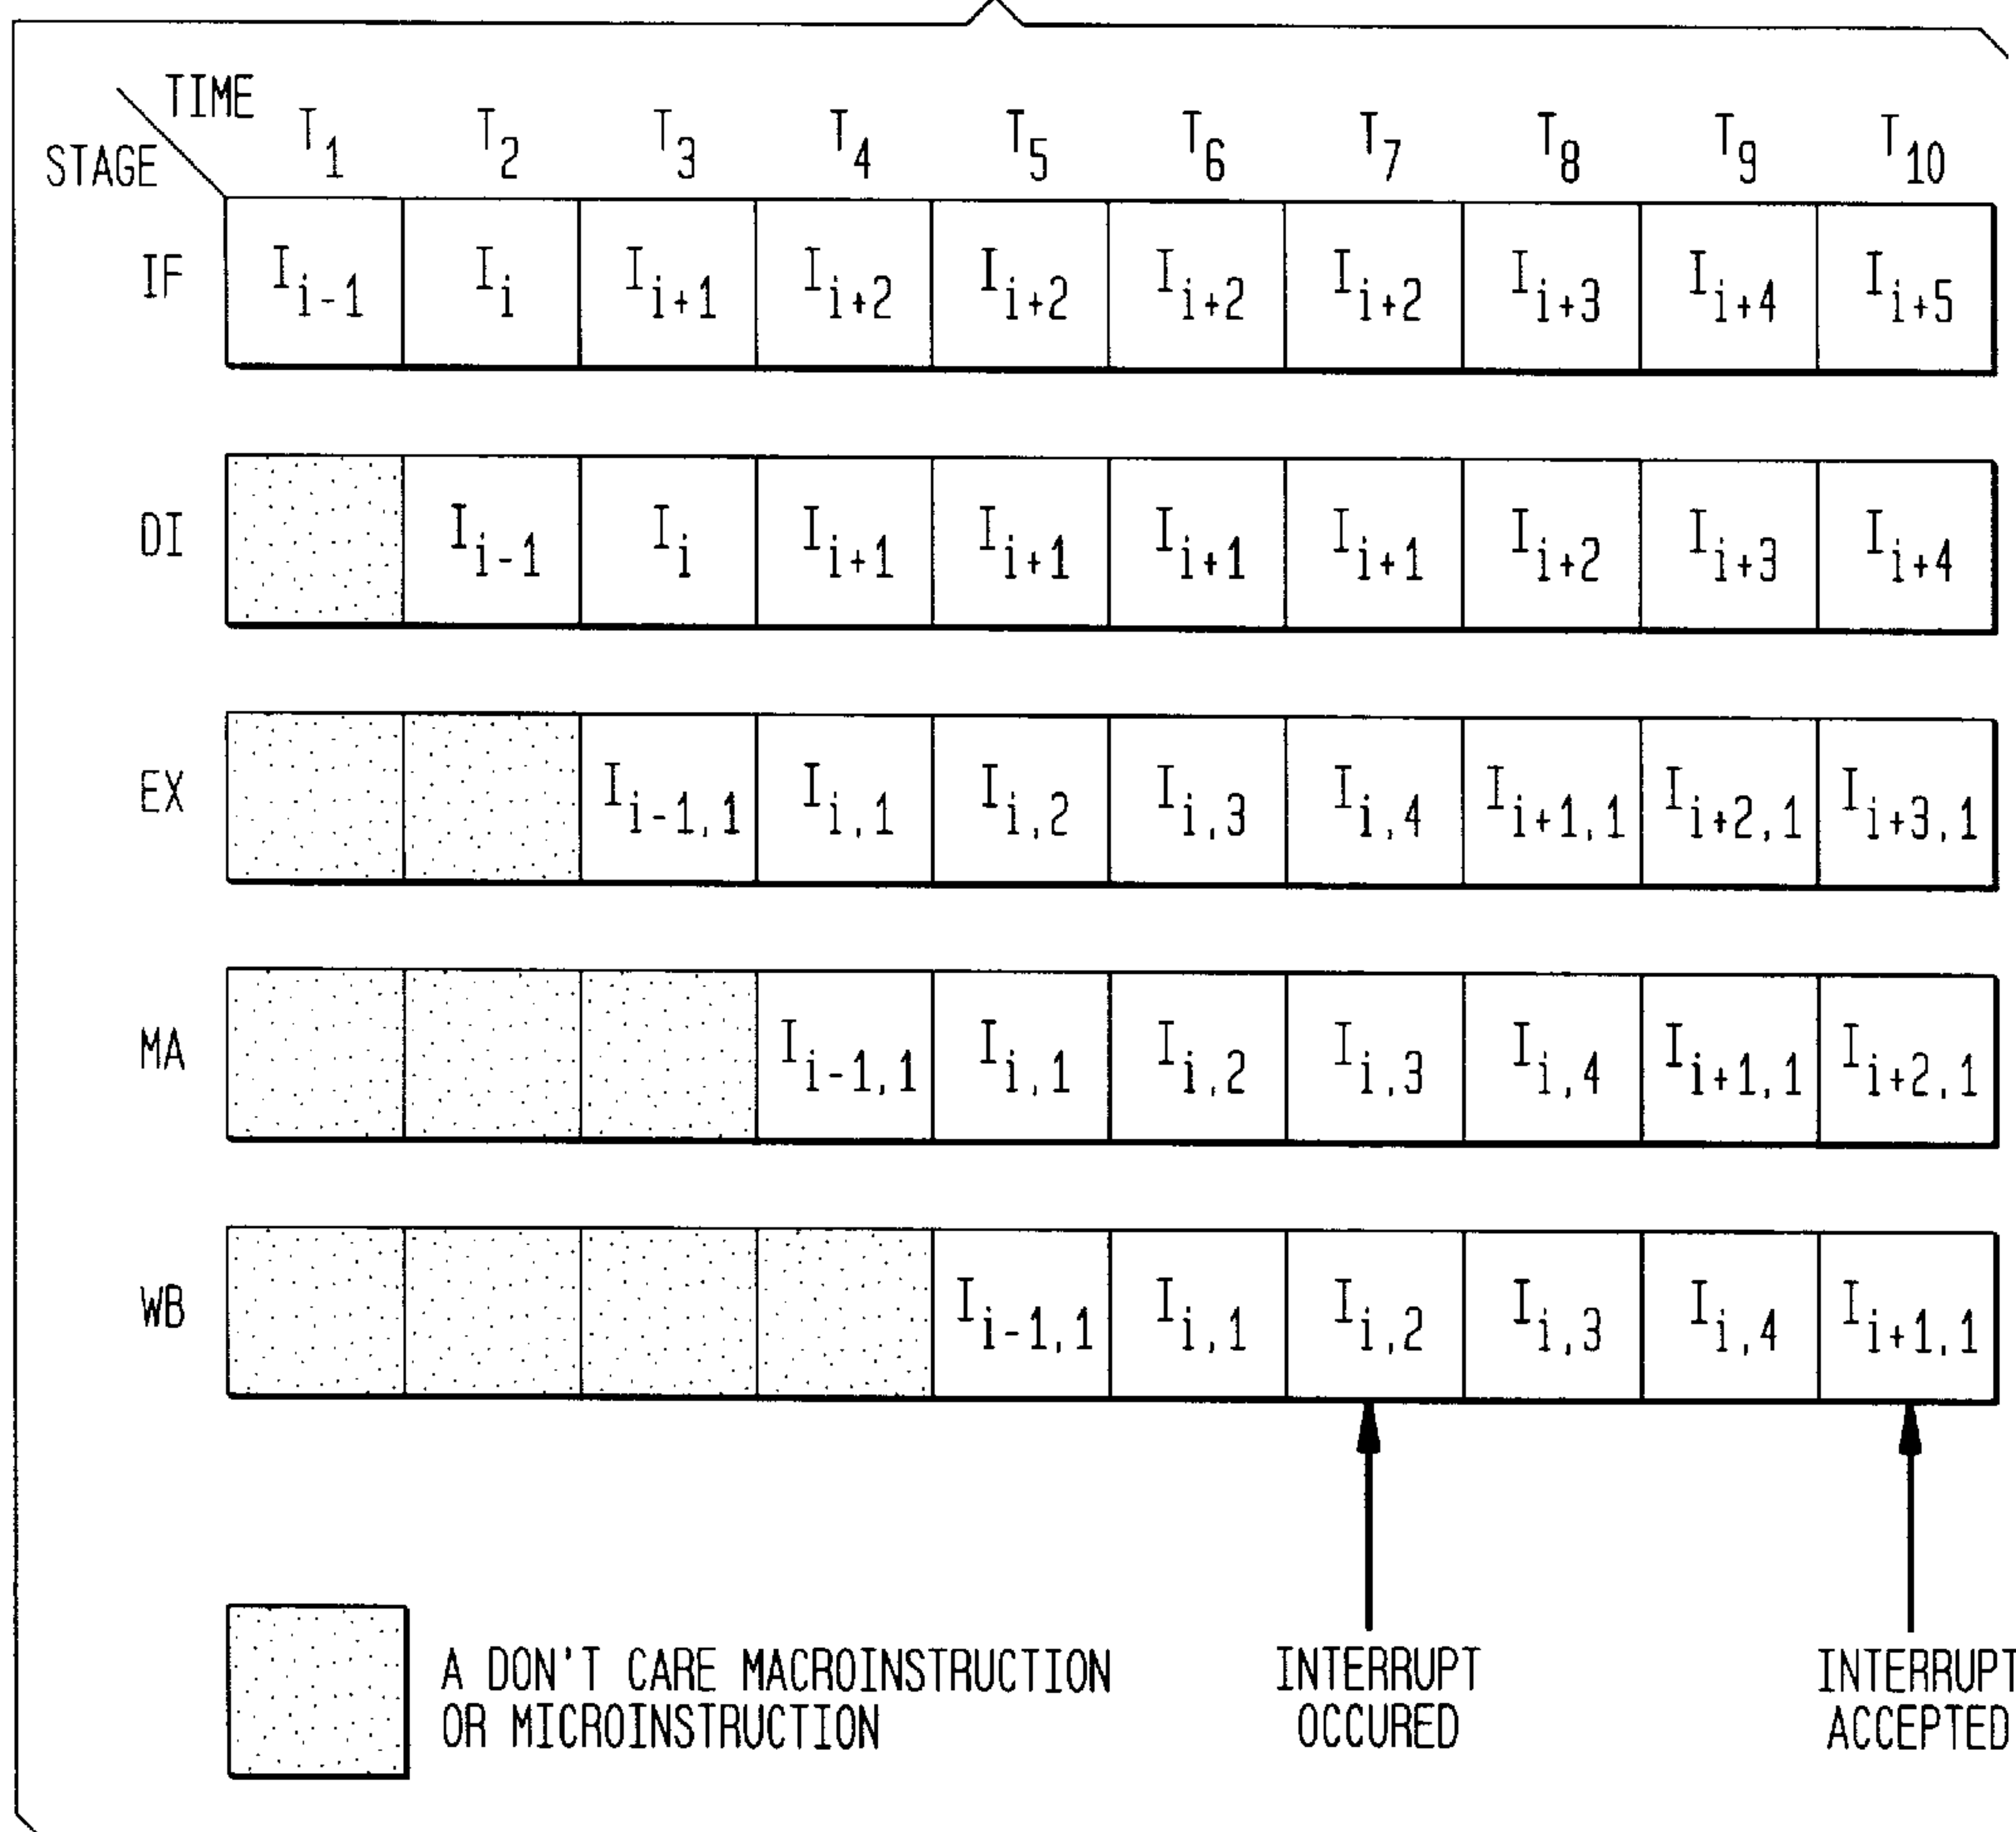 TIME
STAGE T1 T2 T3 T4 T5 T6 T7 T8 T9 T10
IF Ii-1 Ii Ii+1 Ii+2 Ii+2 Ii+2 Ii+2 Ii+3 Ii+4 Ii+5
DI Ii-1 Ii Ii+1 Ii+1 Ii+1 Ii+1 Ii+2 Ii+3 Ii+4
EX Ii-1,1 Ii,1 Ii,2 Ii,3 Ii,4 Ii+1,1 Ii+2,1 Ii+3,1
MA Ii-1,1 Ii,1 Ii,2 Ii,3 Ii,4 Ii+1,1 Ii+2,1
WB Ii-1,1 Ii,1 Ii,2 Ii,3 Ii,4 Ii+1,1
A DON'T CARE MACROINSTRUCTION
OR MICROINSTRUCTION
INTERRUPT
OCCURED
INTERRUPT
ACCEPTED